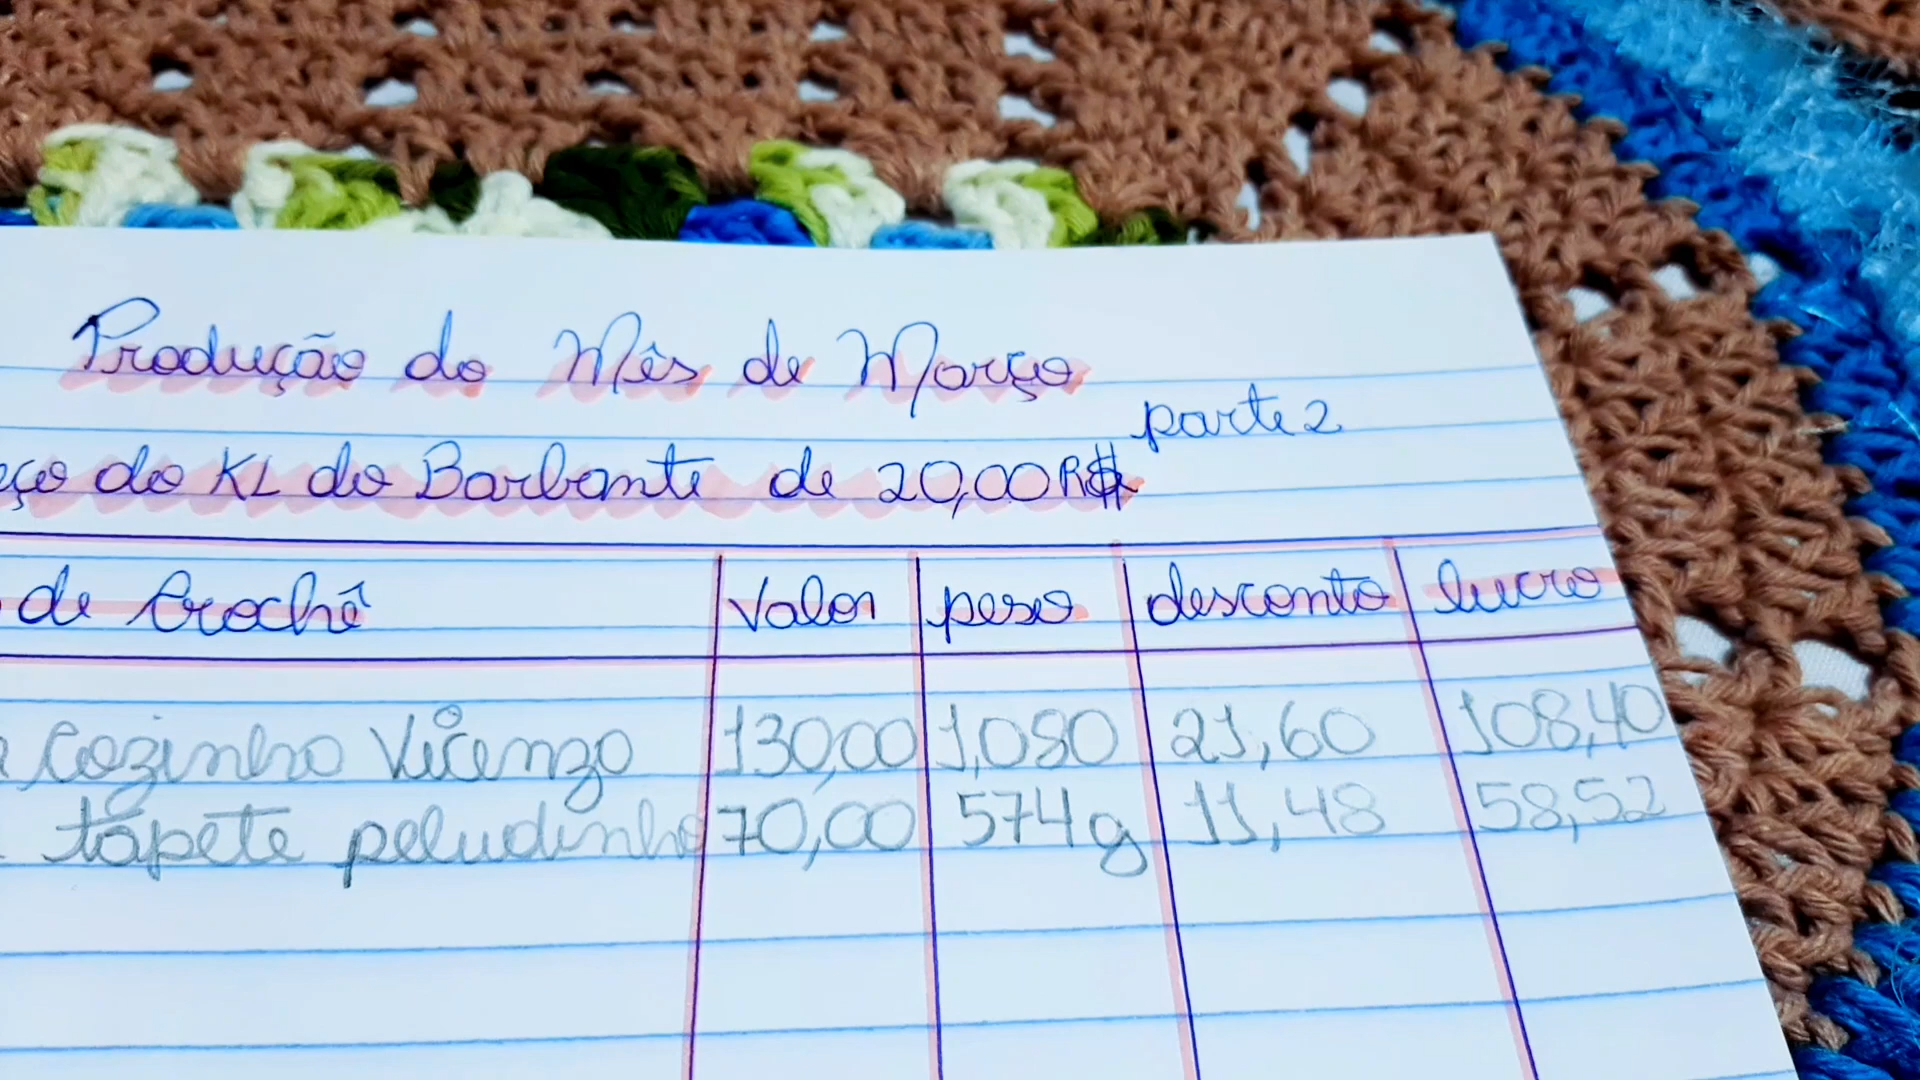 Produção do Mês de Março
parte 2
eço do KL do Barbante de 20,00R$
de Crochê Valor peso desconto lucro
Cozinho Vicenzo 130,00 1,080 21,60 108,40
tapete peludinho 70,00 574g 11,48 58,52